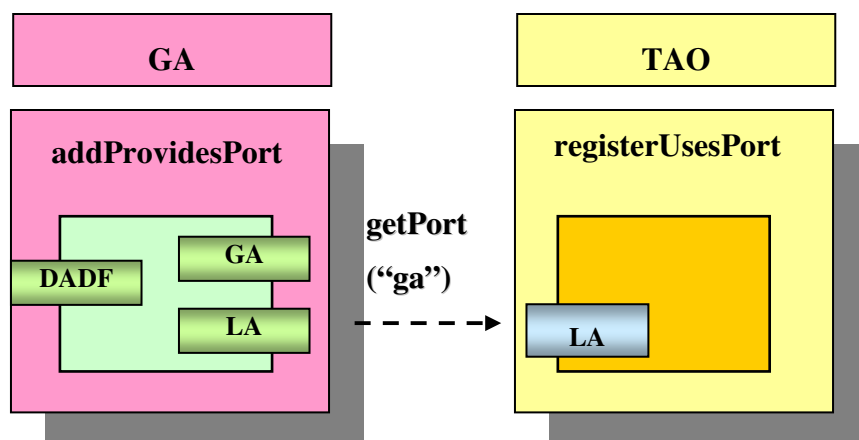 GA
TAO
addProvidesPort
registerUsesPort
getPort
(“ga”)
GA
DADF
LA
LA